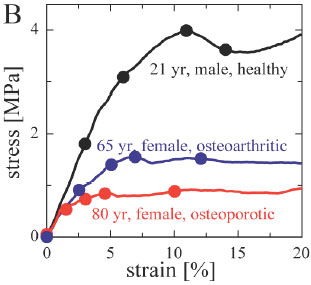 B
4
21 yr, male, healthy
stress [MPa]
2
65 yr, female, osteoarthritic
80 yr, female, osteoporotic
0
0 5 10 15 20
strain [%]